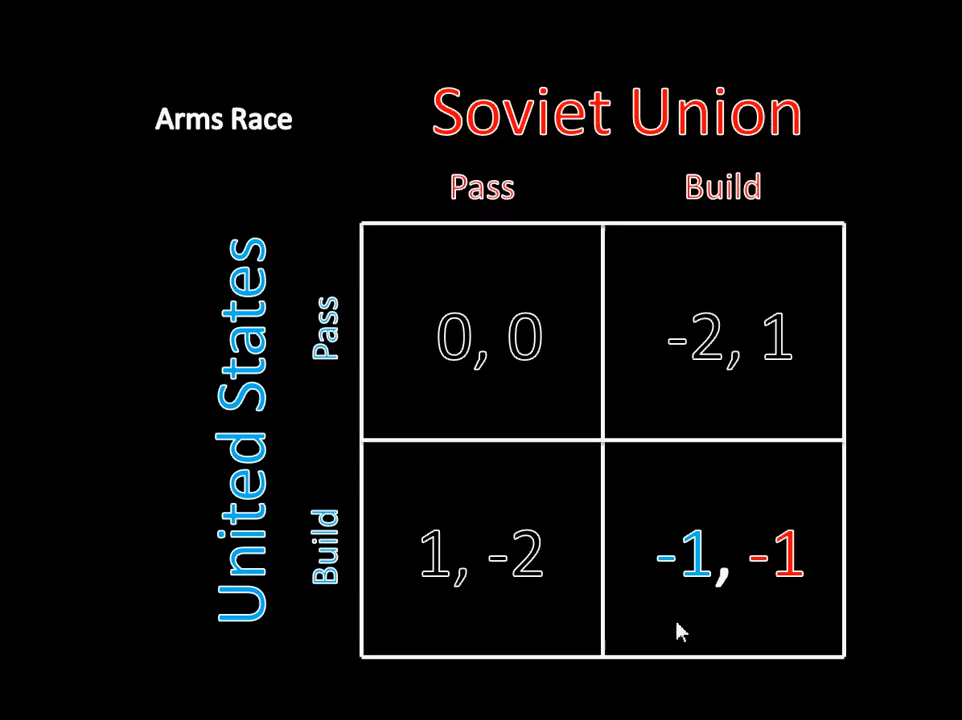 Arms Race
Soviet Union
Pass Build
United States
Pass
0, 0 -2, 1
Build
1, -2 -1, -1